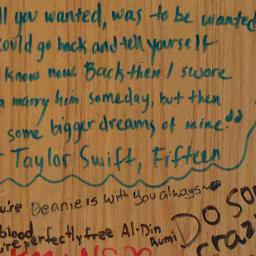 ll you wanted, was to be wanted
could go back and tell yourself
know now. Back then I swore
a marry him someday, but then
some bigger dreams of mine"
- Taylor Swift, Fifteen
u're Beanie is with you always
Do so
blood
're perfectly free Al-Din
Rumi
craz